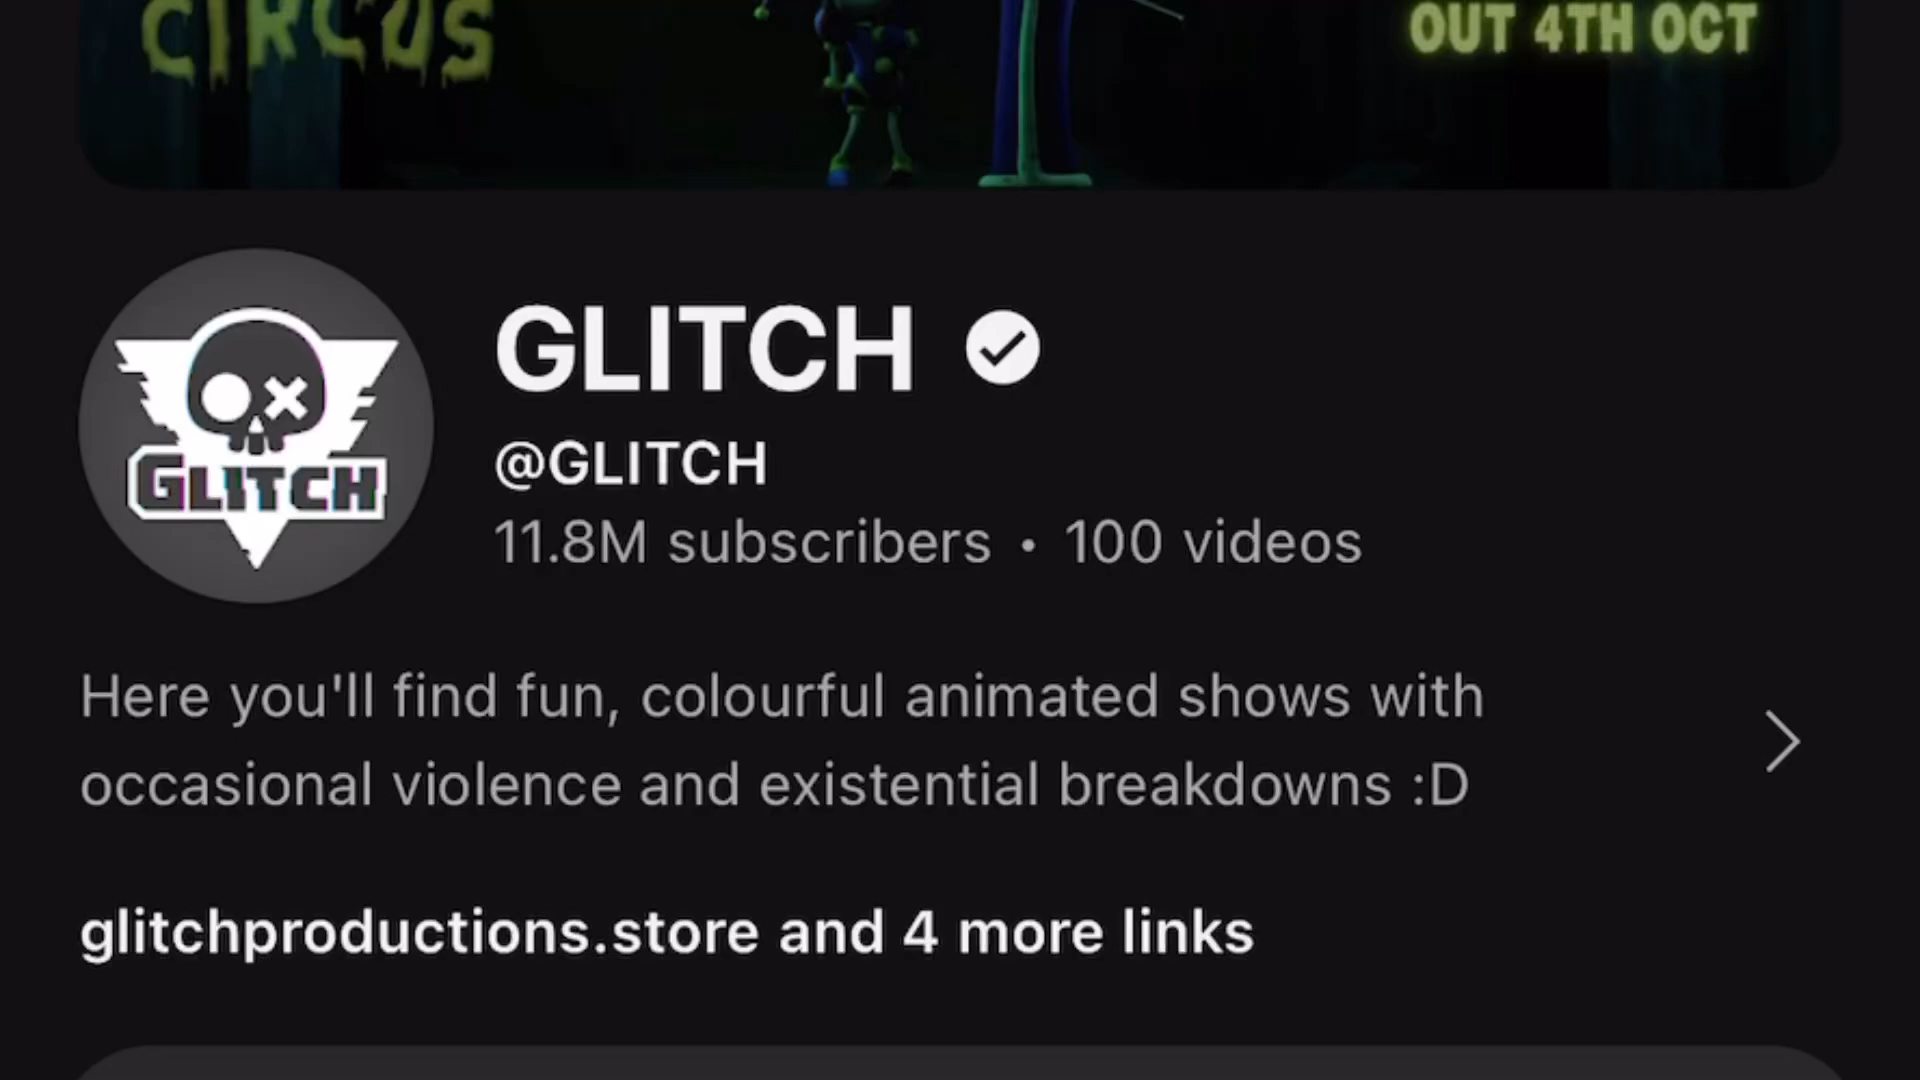 CIRCUS
OUT 4TH OCT
GLITCH
GLITCH
@GLITCH
11.8M subscribers • 100 videos
Here you'll find fun, colourful animated shows with
occasional violence and existential breakdowns :D
glitchproductions.store and 4 more links